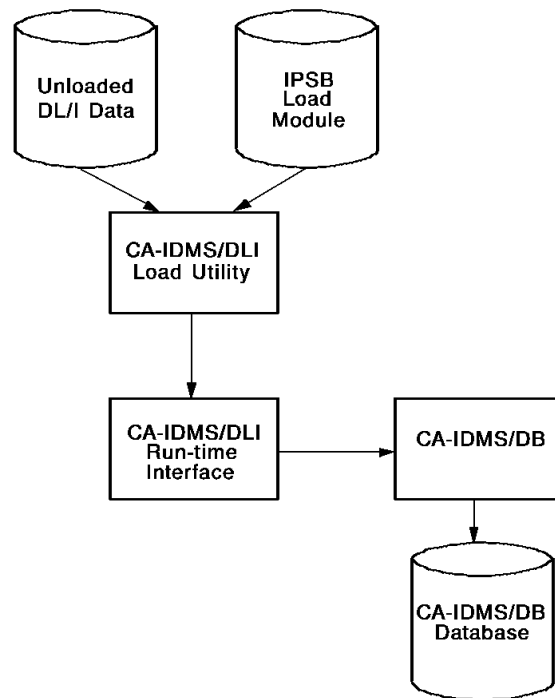 Unloaded
DL/I Data
IPSB
Load
Module
CA-IDMS/DLI
Load Utility
CA-IDMS/DLI
Run-time
Interface
CA-IDMS/DB
CA-IDMS/DB
Database